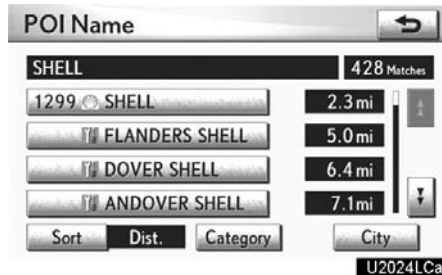 POI Name
SHELL 428 Matches
1299 SHELL 2.3 mi
FLANDERS SHELL 5.0 mi
DOVER SHELL 6.4 mi
ANDOVER SHELL 7.1 mi
Sort Dist. Category City
U2024LCa